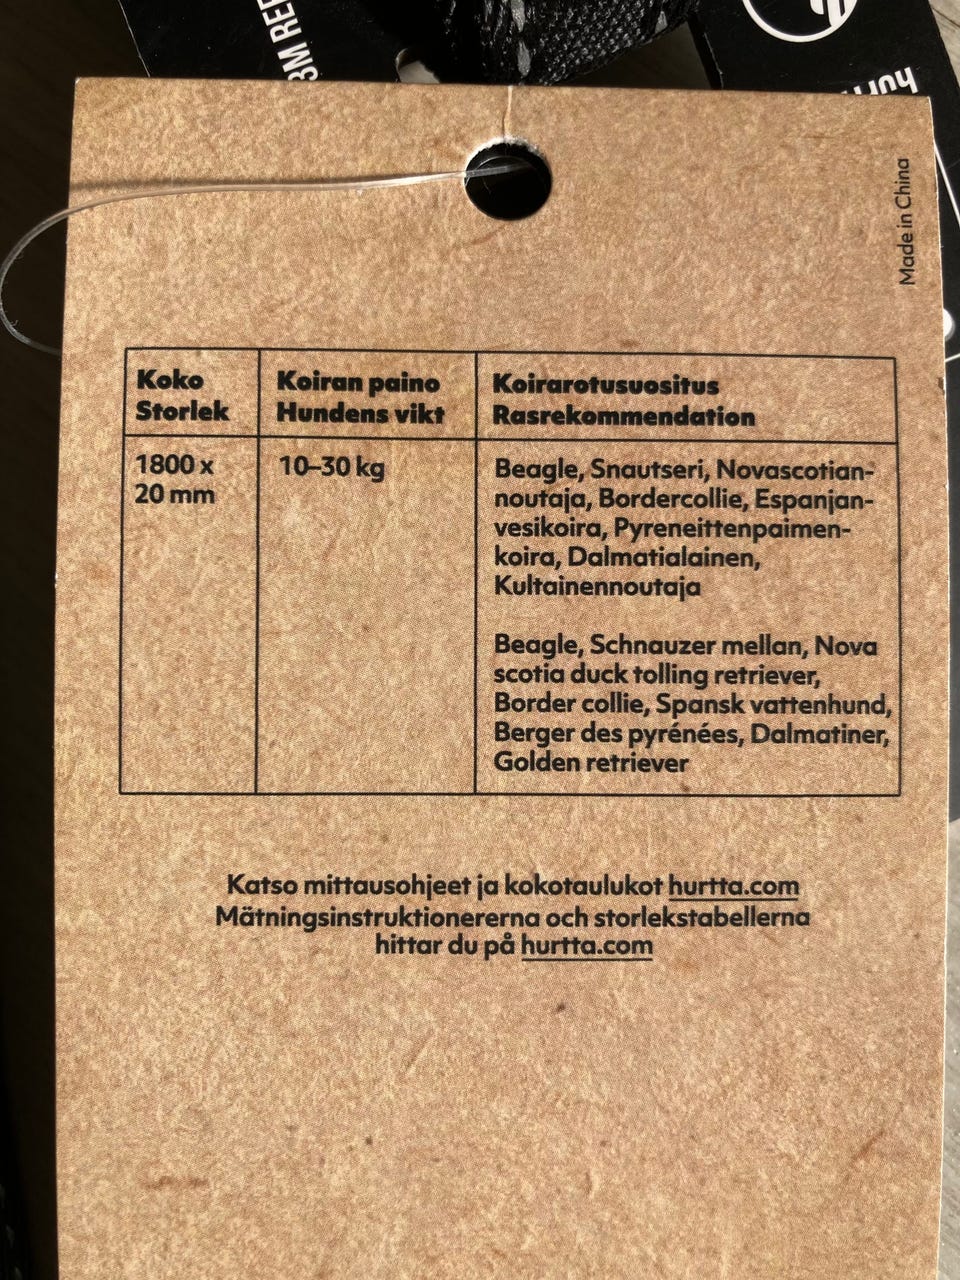 3M REF
hurt
Made in China
Koko
Storlek
Koiran paino
Hundens vikt
Koirarotusuositus
Rasrekommendation
1800 x
20 mm
10–30 kg
Beagle, Snautseri, Novascotian-
noutaja, Bordercollie, Espanjan-
vesikoira, Pyreneittenpaimen-
koira, Dalmatialainen,
Kultainennoutaja
Beagle, Schnauzer mellan, Nova
scotia duck tolling retriever,
Border collie, Spansk vattenhund,
Berger des pyrénées, Dalmatiner,
Golden retriever
Katso mittausohjeet ja kokotaulukot hurtta.com
Mätningsinstruktionererna och storlekstabellerna
hittar du på hurtta.com